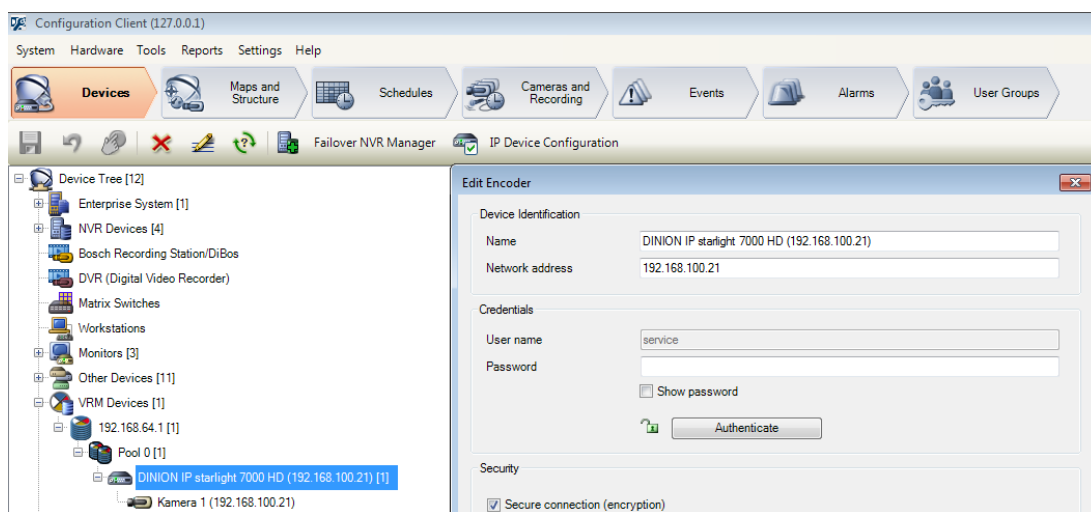 Configuration Client (127.0.0.1)
System Hardware Tools Reports Settings Help
Devices
Maps and
Structure
Schedules
Cameras and
Recording
Events
Alarms
User Groups
Failover NVR Manager
IP Device Configuration
Device Tree [12]
Enterprise System [1]
NVR Devices [4]
Bosch Recording Station/DiBos
DVR (Digital Video Recorder)
Matrix Switches
Workstations
Monitors [3]
Other Devices [11]
VRM Devices [1]
192.168.64.1 [1]
Pool 0 [1]
DINION IP starlight 7000 HD (192.168.100.21) [1]
Kamera 1 (192.168.100.21)
Edit Encoder
Device Identification
Name DINION IP starlight 7000 HD (192.168.100.21)
Network address 192.168.100.21
Credentials
User name service
Password
Show password
Authenticate
Security
Secure connection (encryption)